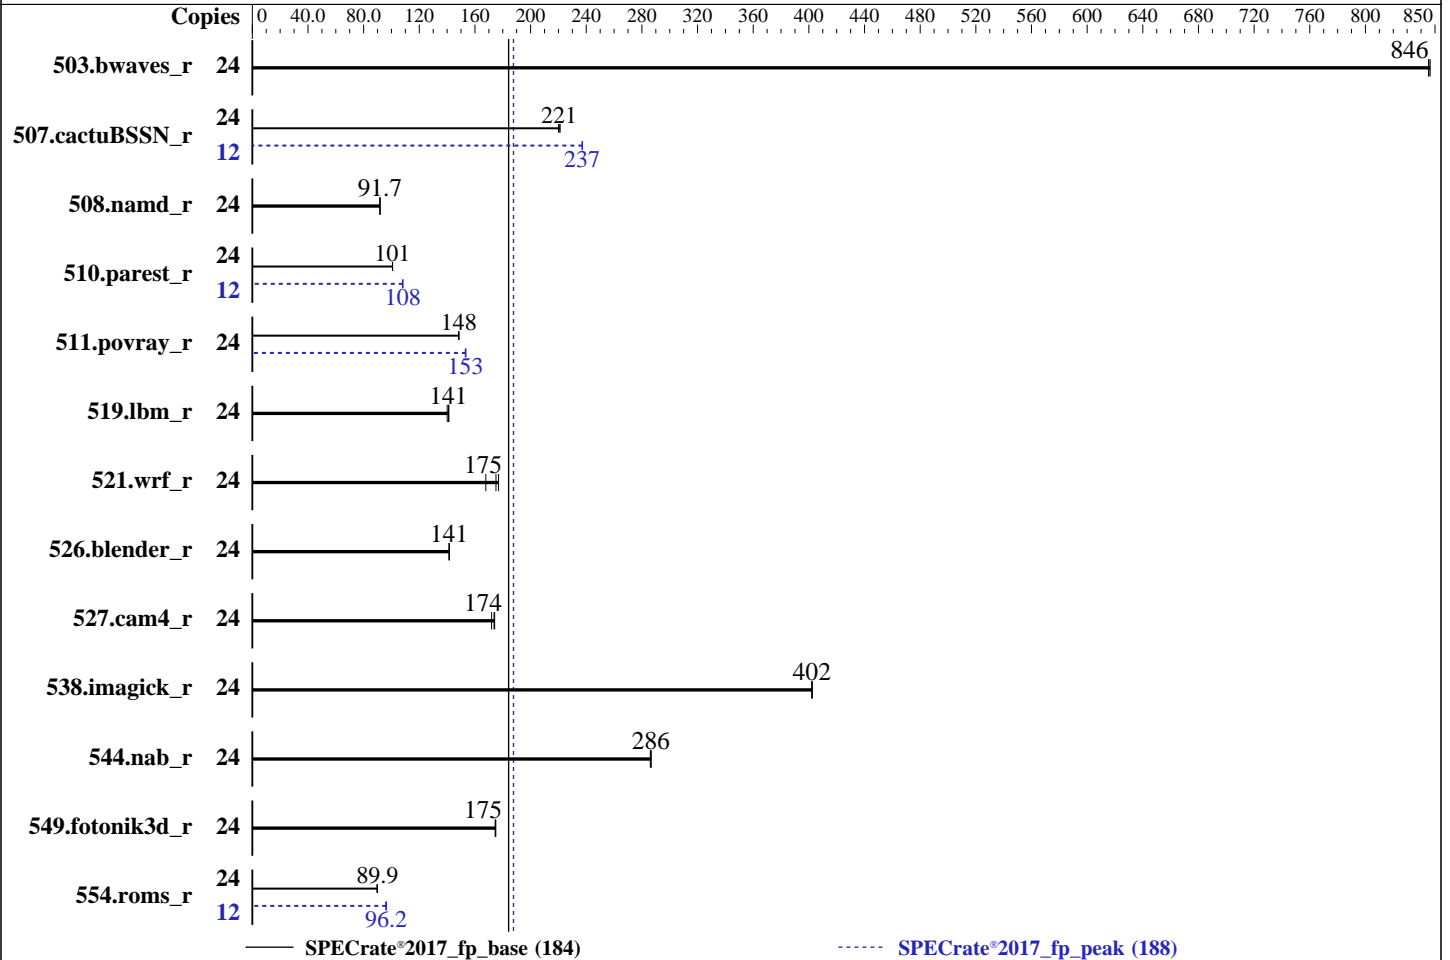 Copies 0 40.0 80.0 120 160 200 240 280 320 360 400 440 480 520 560 600 640 680 720 760 800 850
503.bwaves_r 24 846
507.cactuBSSN_r 24 221
12 237
508.namd_r 24 91.7
510.parest_r 24 101
12 108
511.povray_r 24 148
153
519.lbm_r 24 141
521.wrf_r 24 175
526.blender_r 24 141
527.cam4_r 24 174
538.imagick_r 24 402
544.nab_r 24 286
549.fotonik3d_r 24 175
554.roms_r 24 89.9
12 96.2
SPECrate®2017_fp_base (184) SPECrate®2017_fp_peak (188)